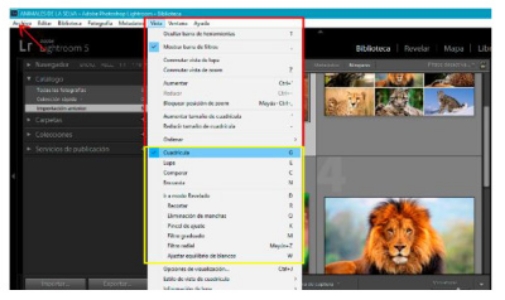 ANIMALES DE LA SELVA - Adobe Photoshop Lightroom - Biblioteca
Archivo Editar Biblioteca Fotografía Metadatos Vista Ventana Ayuda
Lr Lightroom 5
Biblioteca | Revelar | Mapa | Lib
Navegador
Catálogo
Todas las fotografías
Colección rápida
Importación anterior
Carpetas
Colecciones
Servicios de publicación
Ocultar barra de herramientas T
Mostrar barra de filtros
Conmutar vista de lupa
Conmutar vista de zoom Z
Aumentar Ctrl+
Reducir Ctrl+-
Bloquear posición de zoom Mayús+Ctrl+
Aumentar tamaño de cuadrícula
Reducir tamaño de cuadrícula
Ordenar
Cuadrícula G
Lupa E
Comparar C
Encuesta N
Ir a modo Revelado D
Recortar R
Eliminación de manchas Q
Pincel de ajuste K
Filtro graduado M
Filtro radial Mayús+Z
Ajustar equilibrio de blancos W
Opciones de visualización... Ctrl+J
Estilo de vista de cuadrícula
Información de lupa
Bloquear
4
Importar...
Exportar...